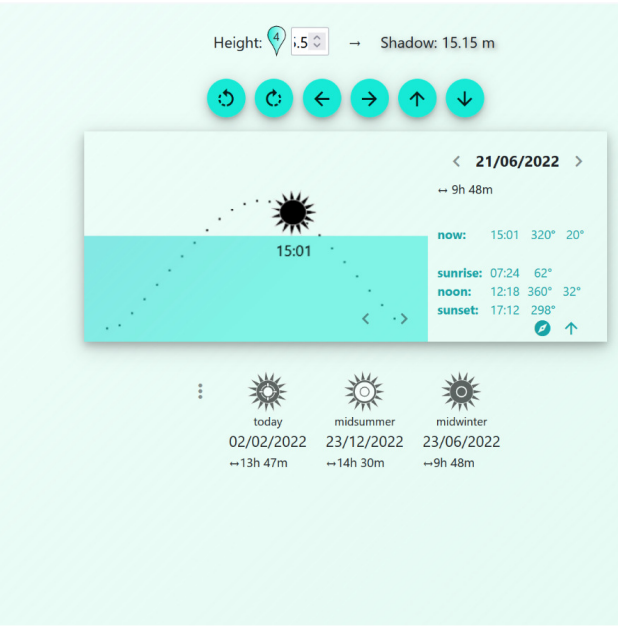 Height: 4 .5 → Shadow: 15.15 m
< 21/06/2022 >
↔ 9h 48m
now: 15:01 320° 20°
15:01
sunrise: 07:24 62°
noon: 12:18 360° 32°
sunset: 17:12 298°
today
02/02/2022
↔13h 47m
midsummer
23/12/2022
↔14h 30m
midwinter
23/06/2022
↔9h 48m